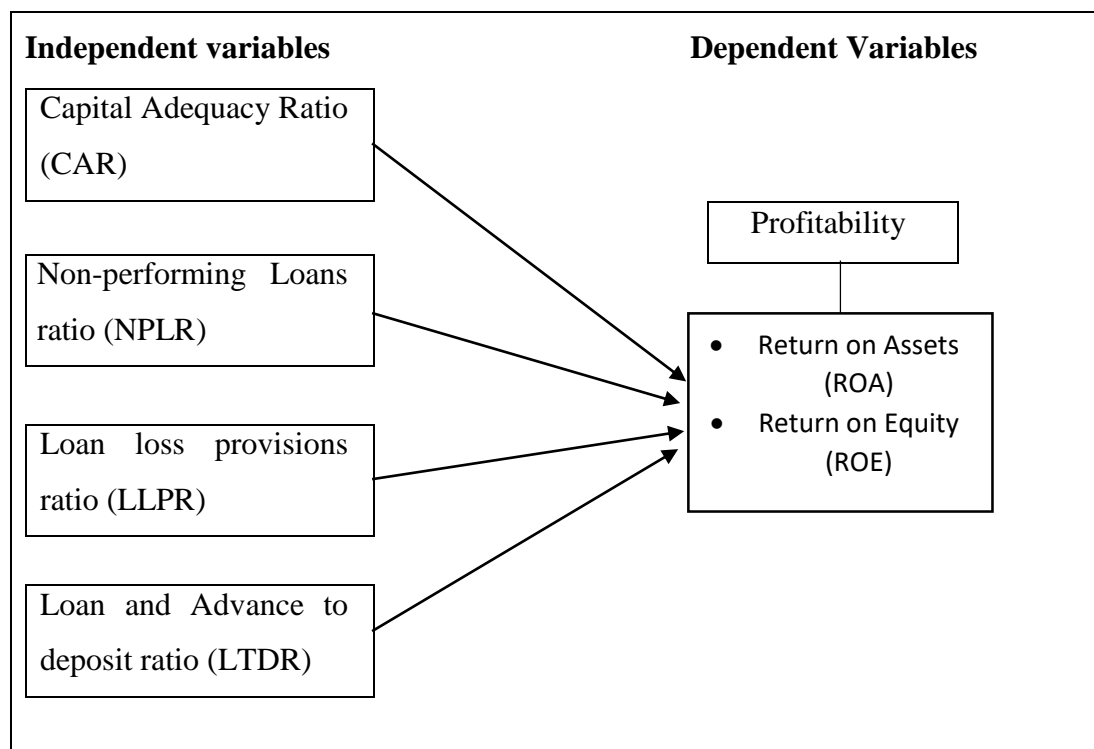 Independent variables
Dependent Variables
Capital Adequacy Ratio
(CAR)
Non-performing Loans
ratio (NPLR)
Loan loss provisions
ratio (LLPR)
Loan and Advance to
deposit ratio (LTDR)
Profitability
• Return on Assets
(ROA)
• Return on Equity
(ROE)